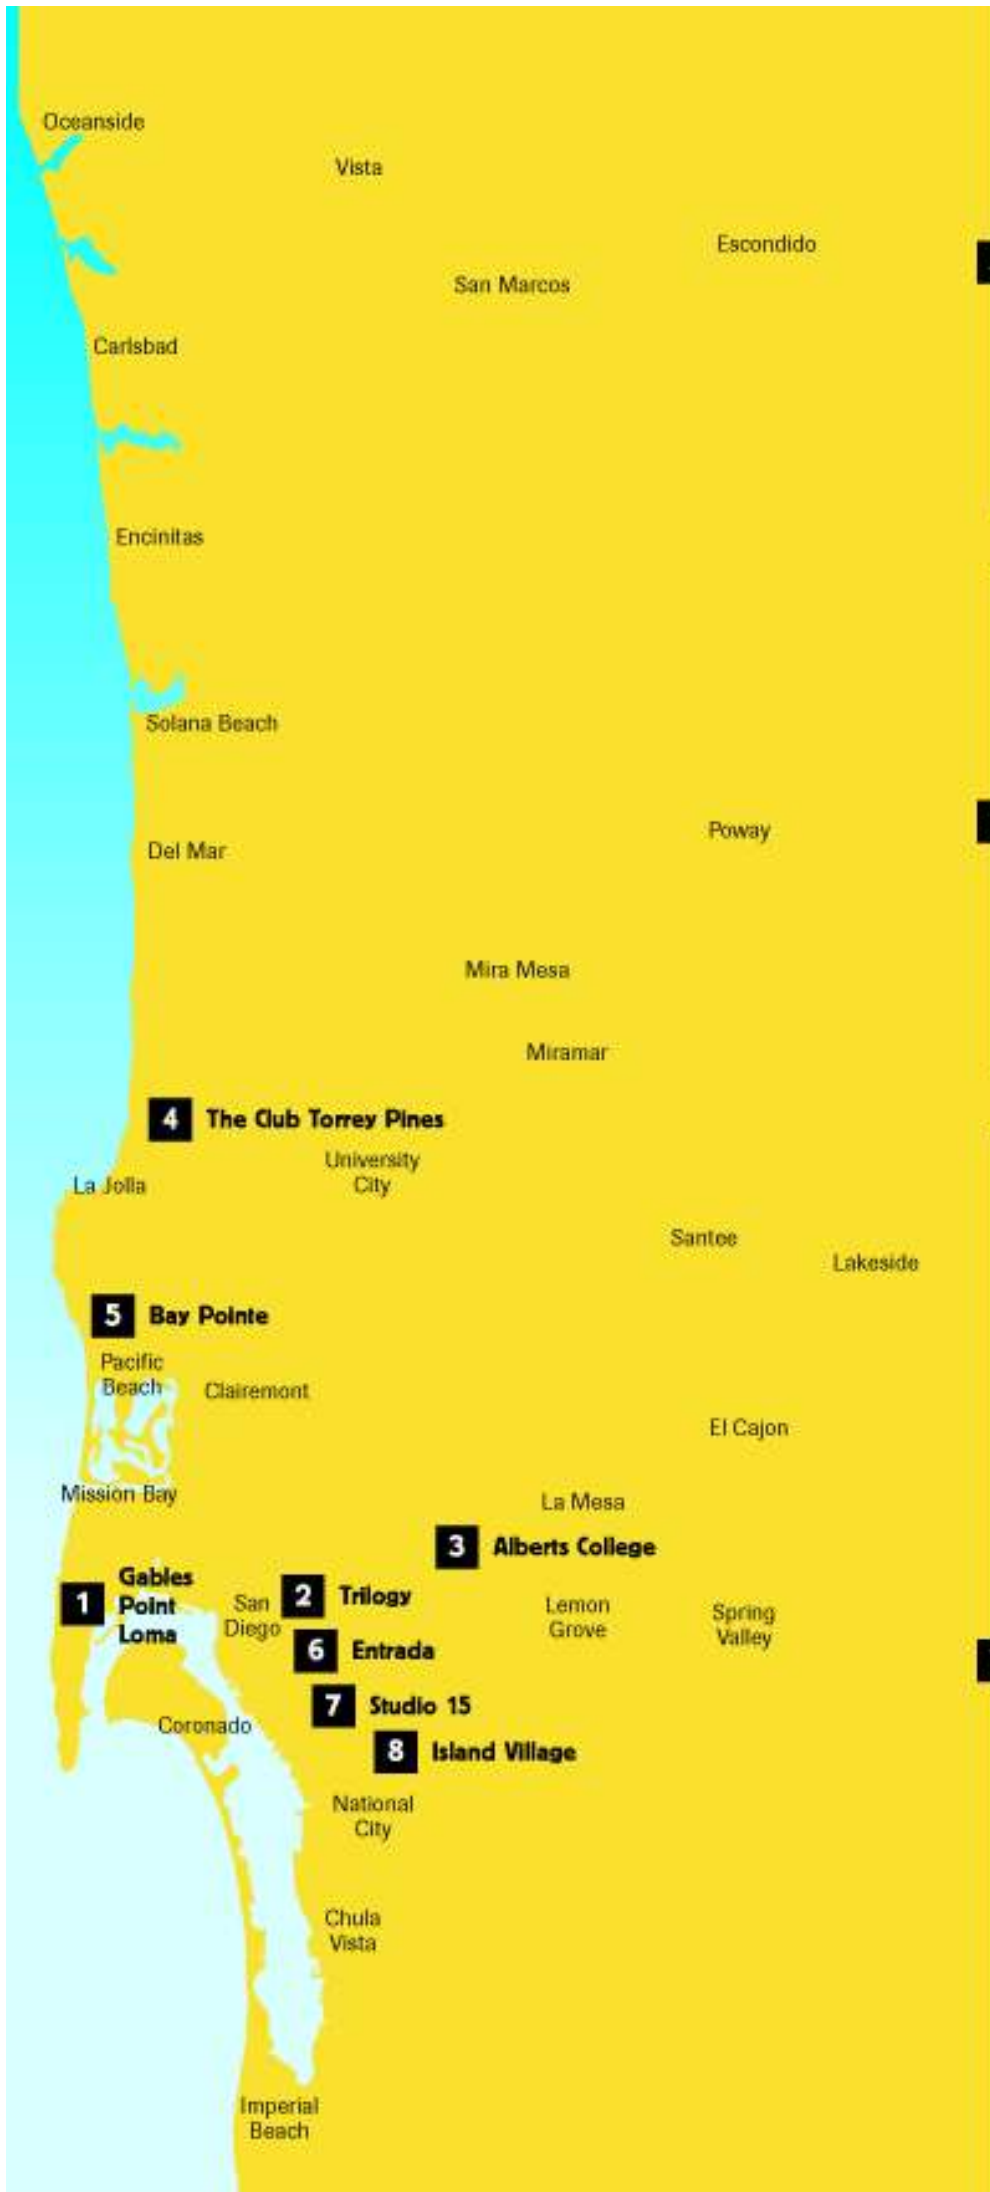 Oceanside
Vista
Escondido
San Marcos
Carlsbad
Encinitas
Solana Beach
Poway
Del Mar
Mira Mesa
Miramar
4 The Club Torrey Pines
University
City
La Jolla
Santee
Lakeside
5 Bay Pointe
Pacific
Beach
Clairemont
El Cajon
Mission Bay
La Mesa
3 Alberts College
1 Gables
Point
Loma
San
Diego
2 Trilogy
Lemon
Grove
Spring
Valley
6 Entrada
7 Studio 15
Coronado
8 Island Village
National
City
Chula
Vista
Imperial
Beach